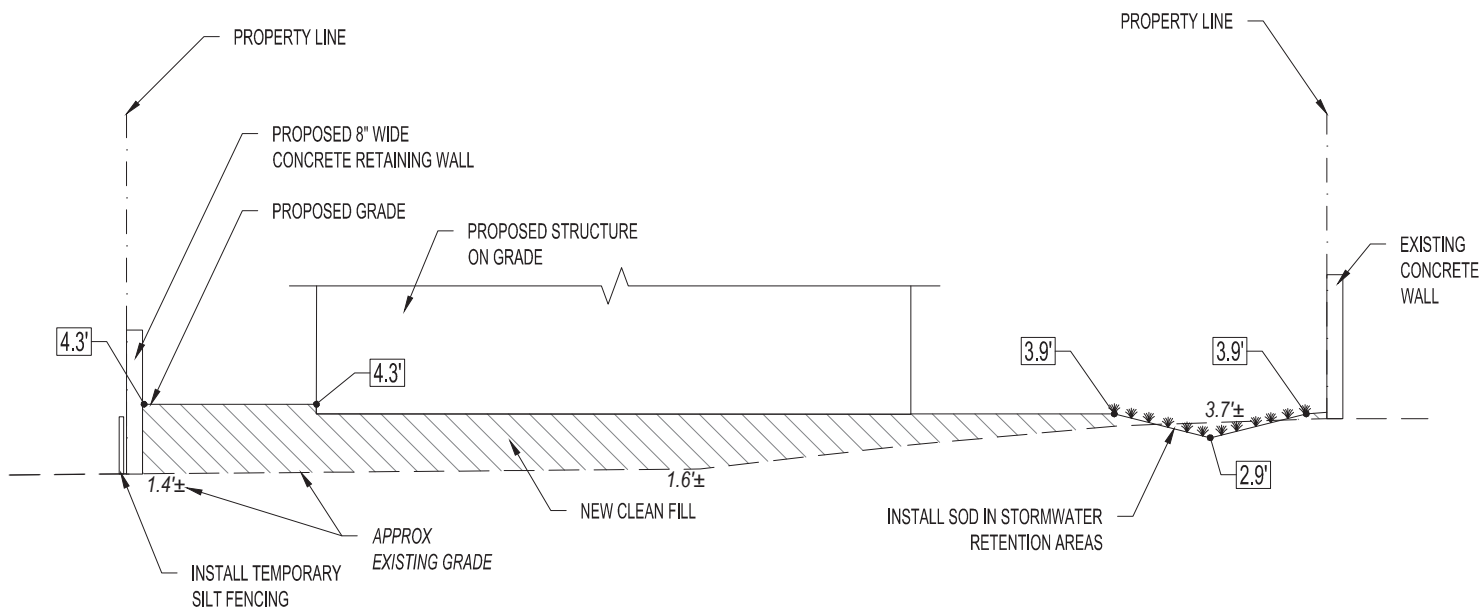 PROPERTY LINE
PROPERTY LINE
PROPOSED 8" WIDE
CONCRETE RETAINING WALL
PROPOSED GRADE
PROPOSED STRUCTURE
ON GRADE
EXISTING
CONCRETE
WALL
4.3'
4.3'
3.9'
3.9'
3.7'±
1.4'±
1.6'±
2.9'
NEW CLEAN FILL
INSTALL SOD IN STORMWATER
RETENTION AREAS
APPROX
EXISTING GRADE
INSTALL TEMPORARY
SILT FENCING